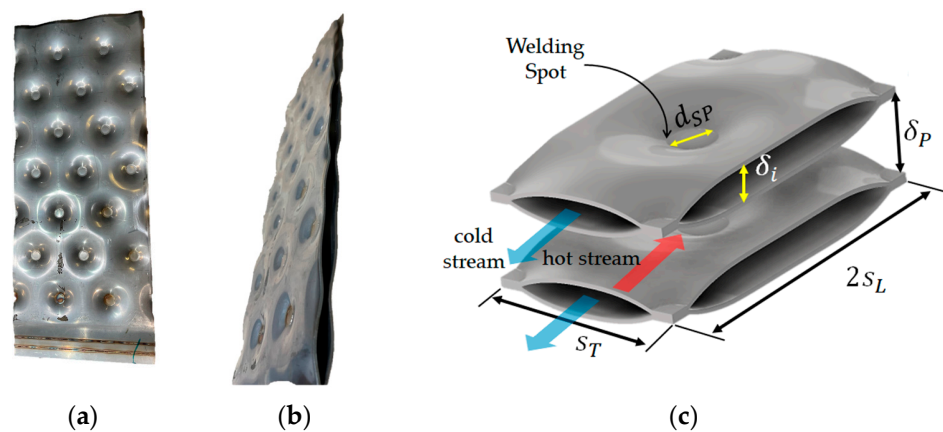 Welding
Spot
d_SP
δ_P
δ_i
cold
stream
hot stream
2s_L
s_T
(a)
(b)
(c)